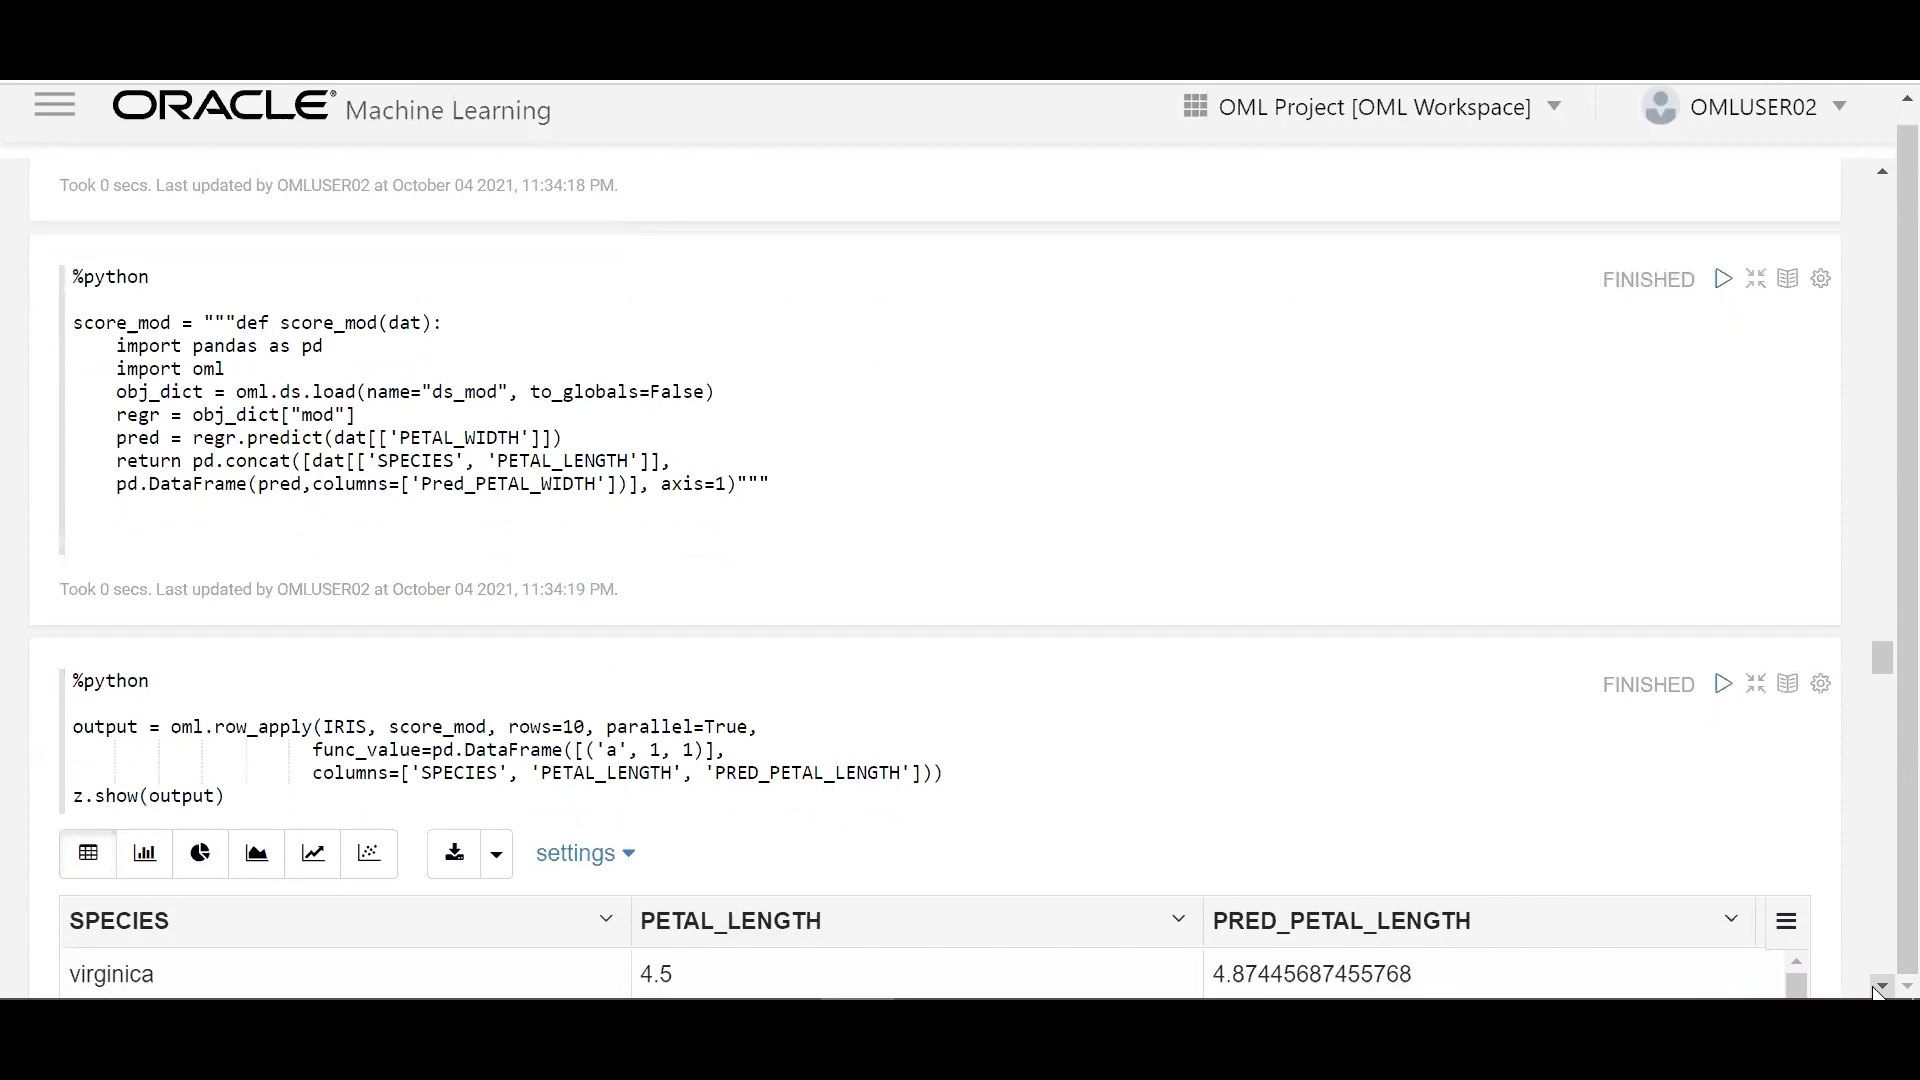 ORACLE® Machine Learning
OML Project [OML Workspace]
OMLUSER02
Took 0 secs. Last updated by OMLUSER02 at October 04 2021, 11:34:18 PM.
%python
FINISHED
score_mod = """def score_mod(dat):
    import pandas as pd
    import oml
    obj_dict = oml.ds.load(name="ds_mod", to_globals=False)
    regr = obj_dict["mod"]
    pred = regr.predict(dat[['PETAL_WIDTH']])
    return pd.concat([dat[['SPECIES', 'PETAL_LENGTH']],
    pd.DataFrame(pred,columns=['Pred_PETAL_WIDTH'])], axis=1)"""
Took 0 secs. Last updated by OMLUSER02 at October 04 2021, 11:34:19 PM.
%python
FINISHED
output = oml.row_apply(IRIS, score_mod, rows=10, parallel=True,
                      func_value=pd.DataFrame([('a', 1, 1)],
                      columns=['SPECIES', 'PETAL_LENGTH', 'PRED_PETAL_LENGTH']))
z.show(output)
settings
SPECIES PETAL_LENGTH PRED_PETAL_LENGTH
virginica 4.5 4.87445687455768